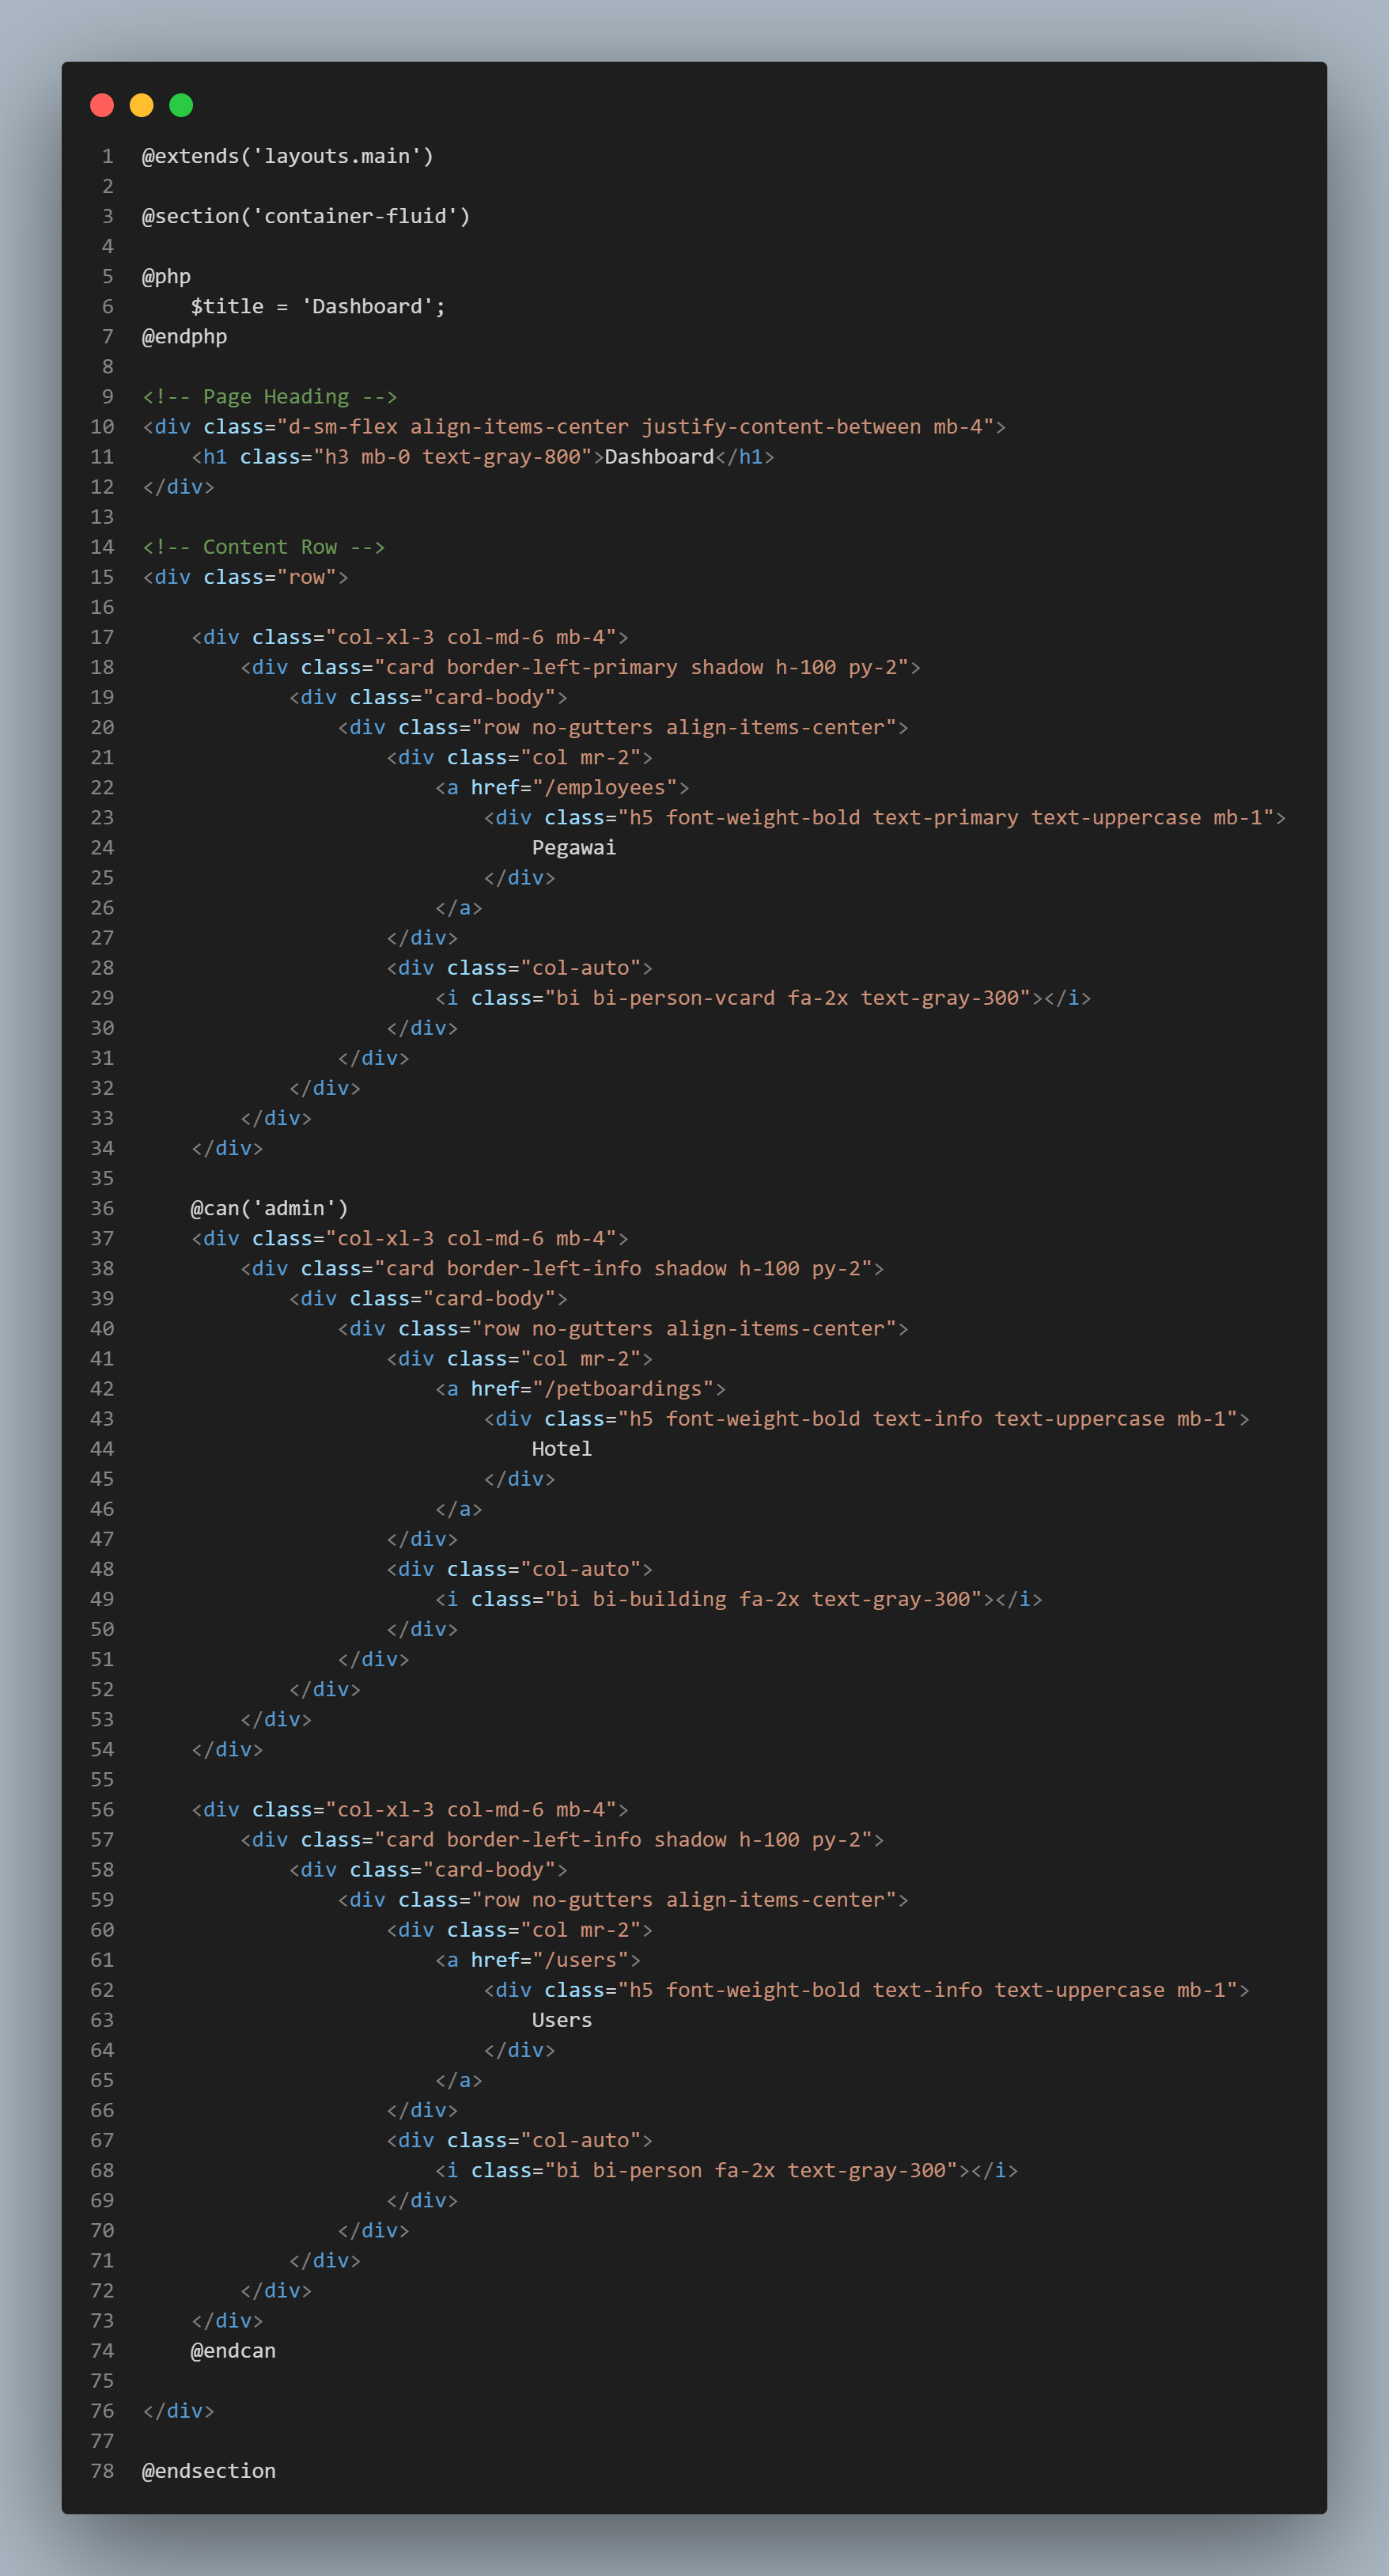 1 @extends('layouts.main')
2
3 @section('container-fluid')
4
5 @php
6     $title = 'Dashboard';
7 @endphp
8
9 <!-- Page Heading -->
10 <div class="d-sm-flex align-items-center justify-content-between mb-4">
11     <h1 class="h3 mb-0 text-gray-800">Dashboard</h1>
12 </div>
13
14 <!-- Content Row -->
15 <div class="row">
16
17     <div class="col-xl-3 col-md-6 mb-4">
18         <div class="card border-left-primary shadow h-100 py-2">
19             <div class="card-body">
20                 <div class="row no-gutters align-items-center">
21                     <div class="col mr-2">
22                         <a href="/employees">
23                             <div class="h5 font-weight-bold text-primary text-uppercase mb-1">
24                                 Pegawai
25                             </div>
26                         </a>
27                     </div>
28                     <div class="col-auto">
29                         <i class="bi bi-person-vcard fa-2x text-gray-300"></i>
30                     </div>
31                 </div>
32             </div>
33         </div>
34     </div>
35
36     @can('admin')
37     <div class="col-xl-3 col-md-6 mb-4">
38         <div class="card border-left-info shadow h-100 py-2">
39             <div class="card-body">
40                 <div class="row no-gutters align-items-center">
41                     <div class="col mr-2">
42                         <a href="/petboardings">
43                             <div class="h5 font-weight-bold text-info text-uppercase mb-1">
44                                 Hotel
45                             </div>
46                         </a>
47                     </div>
48                     <div class="col-auto">
49                         <i class="bi bi-building fa-2x text-gray-300"></i>
50                     </div>
51                 </div>
52             </div>
53         </div>
54     </div>
55
56     <div class="col-xl-3 col-md-6 mb-4">
57         <div class="card border-left-info shadow h-100 py-2">
58             <div class="card-body">
59                 <div class="row no-gutters align-items-center">
60                     <div class="col mr-2">
61                         <a href="/users">
62                             <div class="h5 font-weight-bold text-info text-uppercase mb-1">
63                                 Users
64                             </div>
65                         </a>
66                     </div>
67                     <div class="col-auto">
68                         <i class="bi bi-person fa-2x text-gray-300"></i>
69                     </div>
70                 </div>
71             </div>
72         </div>
73     </div>
74     @endcan
75
76 </div>
77
78 @endsection